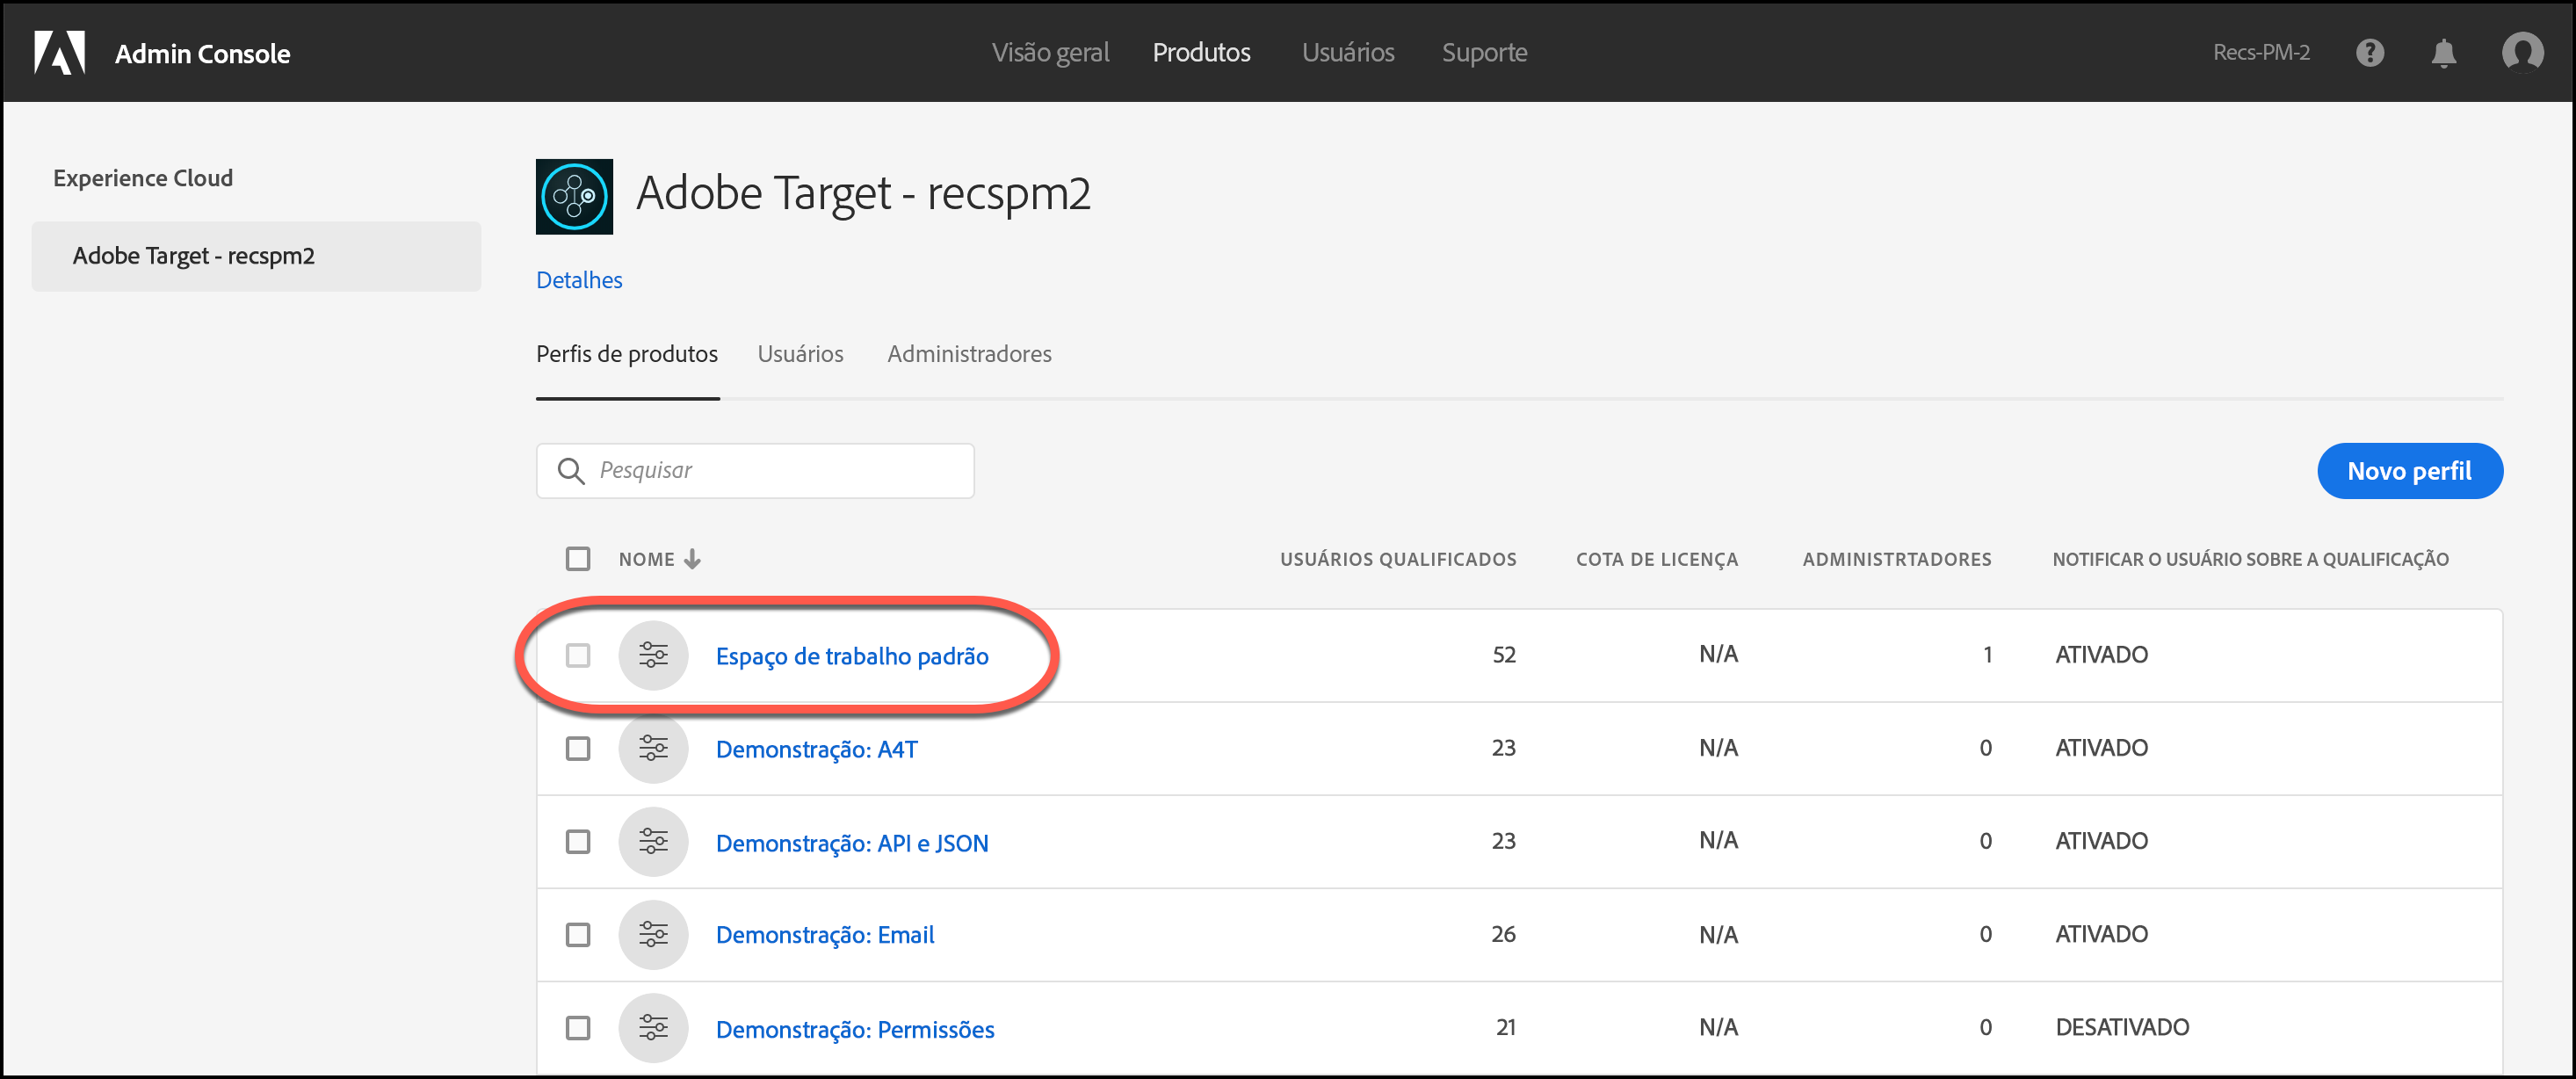 Admin Console
Visão geral Produtos Usuários Suporte
Recs-PM-2
Experience Cloud
Adobe Target - recspm2
Adobe Target - recspm2
Detalhes
Perfis de produtos Usuários Administradores
Pesquisar
Novo perfil
NOME USUÁRIOS QUALIFICADOS COTA DE LICENÇA ADMINISTRTADORES NOTIFICAR O USUÁRIO SOBRE A QUALIFICAÇÃO
Espaço de trabalho padrão 52 N/A 1 ATIVADO
Demonstração: A4T 23 N/A 0 ATIVADO
Demonstração: API e JSON 23 N/A 0 ATIVADO
Demonstração: Email 26 N/A 0 ATIVADO
Demonstração: Permissões 21 N/A 0 DESATIVADO